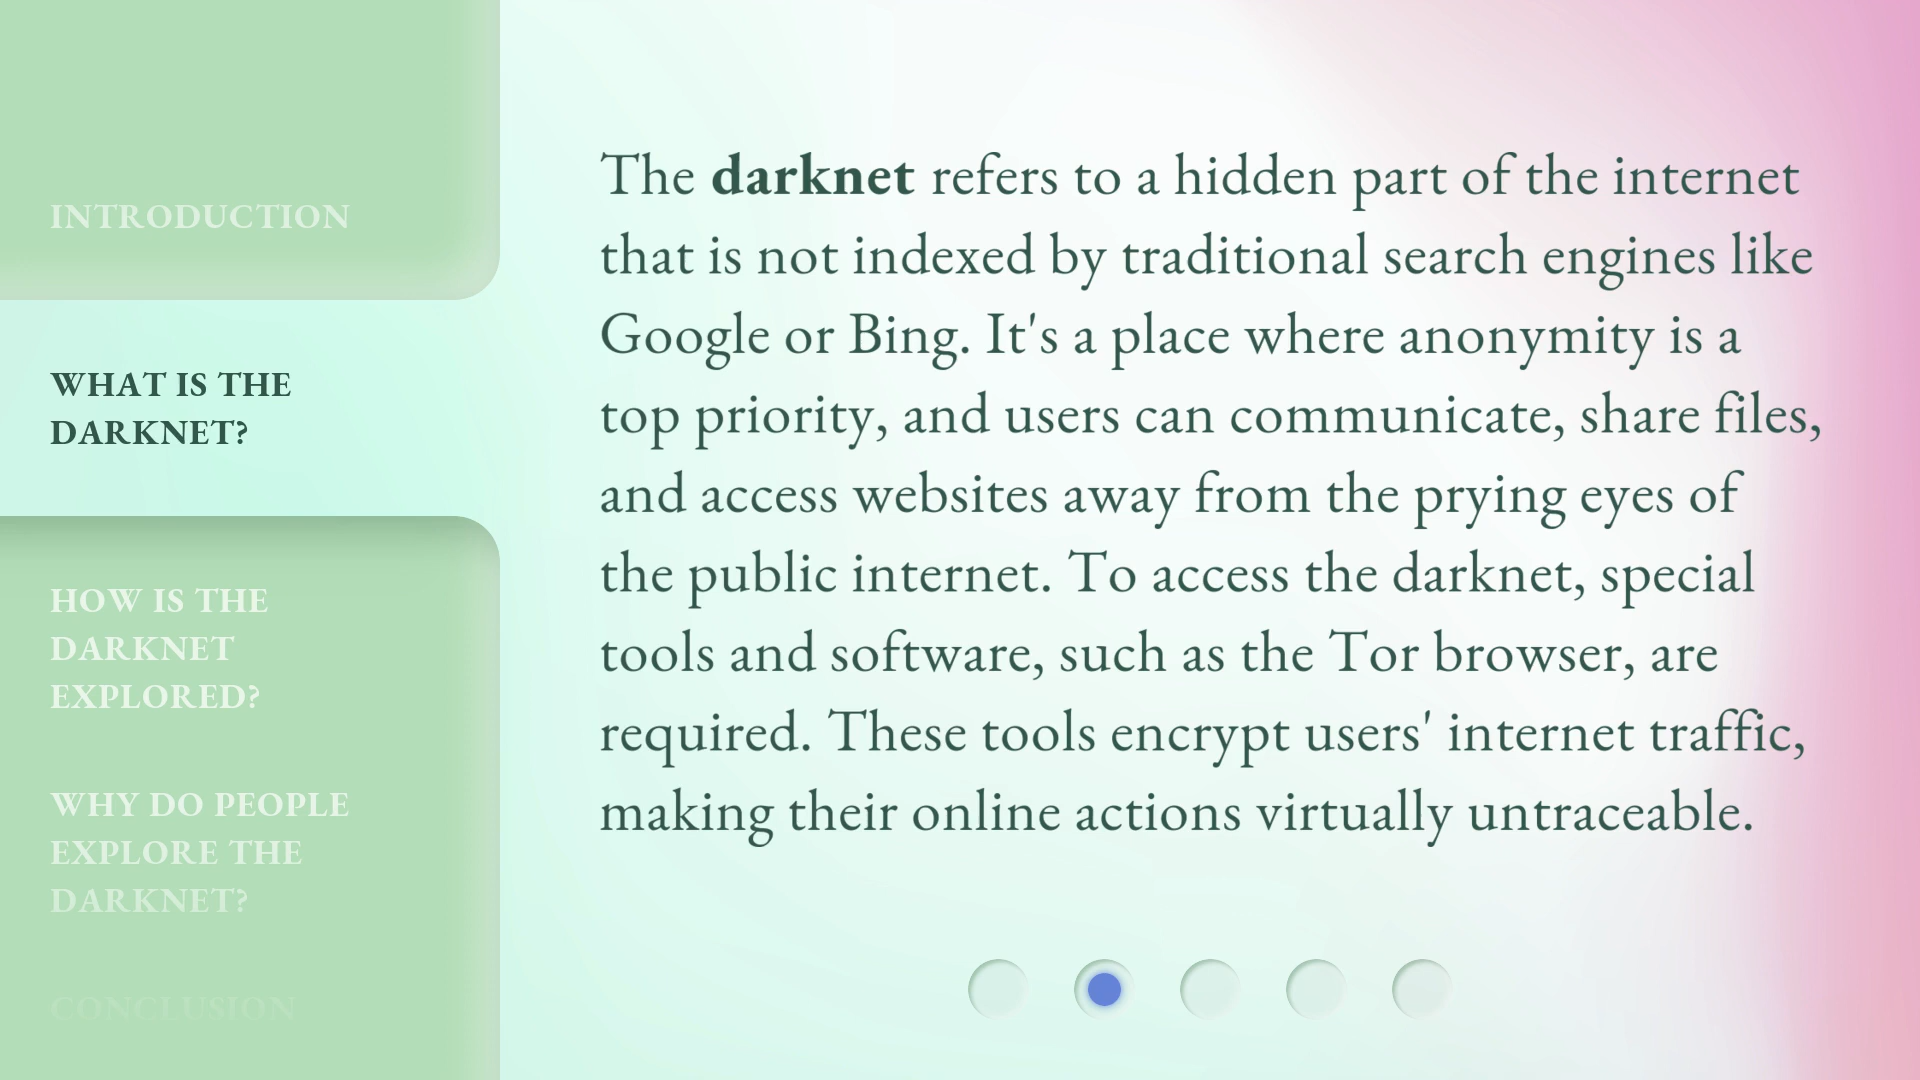 INTRODUCTION
WHAT IS THE
DARKNET?
HOW IS THE
DARKNET
EXPLORED?
WHY DO PEOPLE
EXPLORE THE
DARKNET?
CONCLUSION
The darknet refers to a hidden part of the internet
that is not indexed by traditional search engines like
Google or Bing. It's a place where anonymity is a
top priority, and users can communicate, share files,
and access websites away from the prying eyes of
the public internet. To access the darknet, special
tools and software, such as the Tor browser, are
required. These tools encrypt users' internet traffic,
making their online actions virtually untraceable.